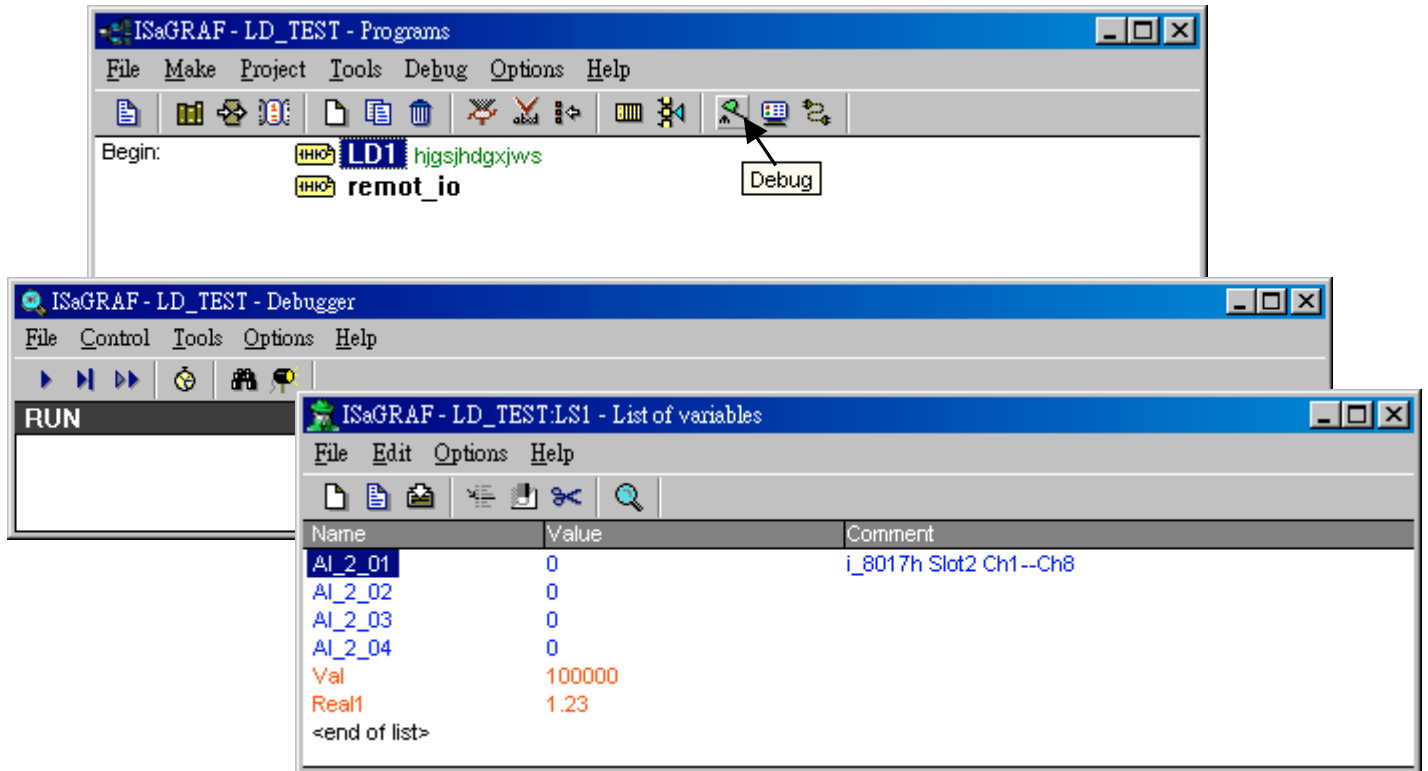 ISaGRAF - LD_TEST - Programs
File Make Project Tools Debug Options Help
Begin: LD1 hjgsjhdgxjws
remot_io
Debug
ISaGRAF - LD_TEST - Debugger
File Control Tools Options Help
RUN
ISaGRAF - LD_TEST:LS1 - List of variables
File Edit Options Help
Name Value Comment
AI_2_01 0 i_8017h Slot2 Ch1--Ch8
AI_2_02 0
AI_2_03 0
AI_2_04 0
Val 100000
Real1 1.23
<end of list>